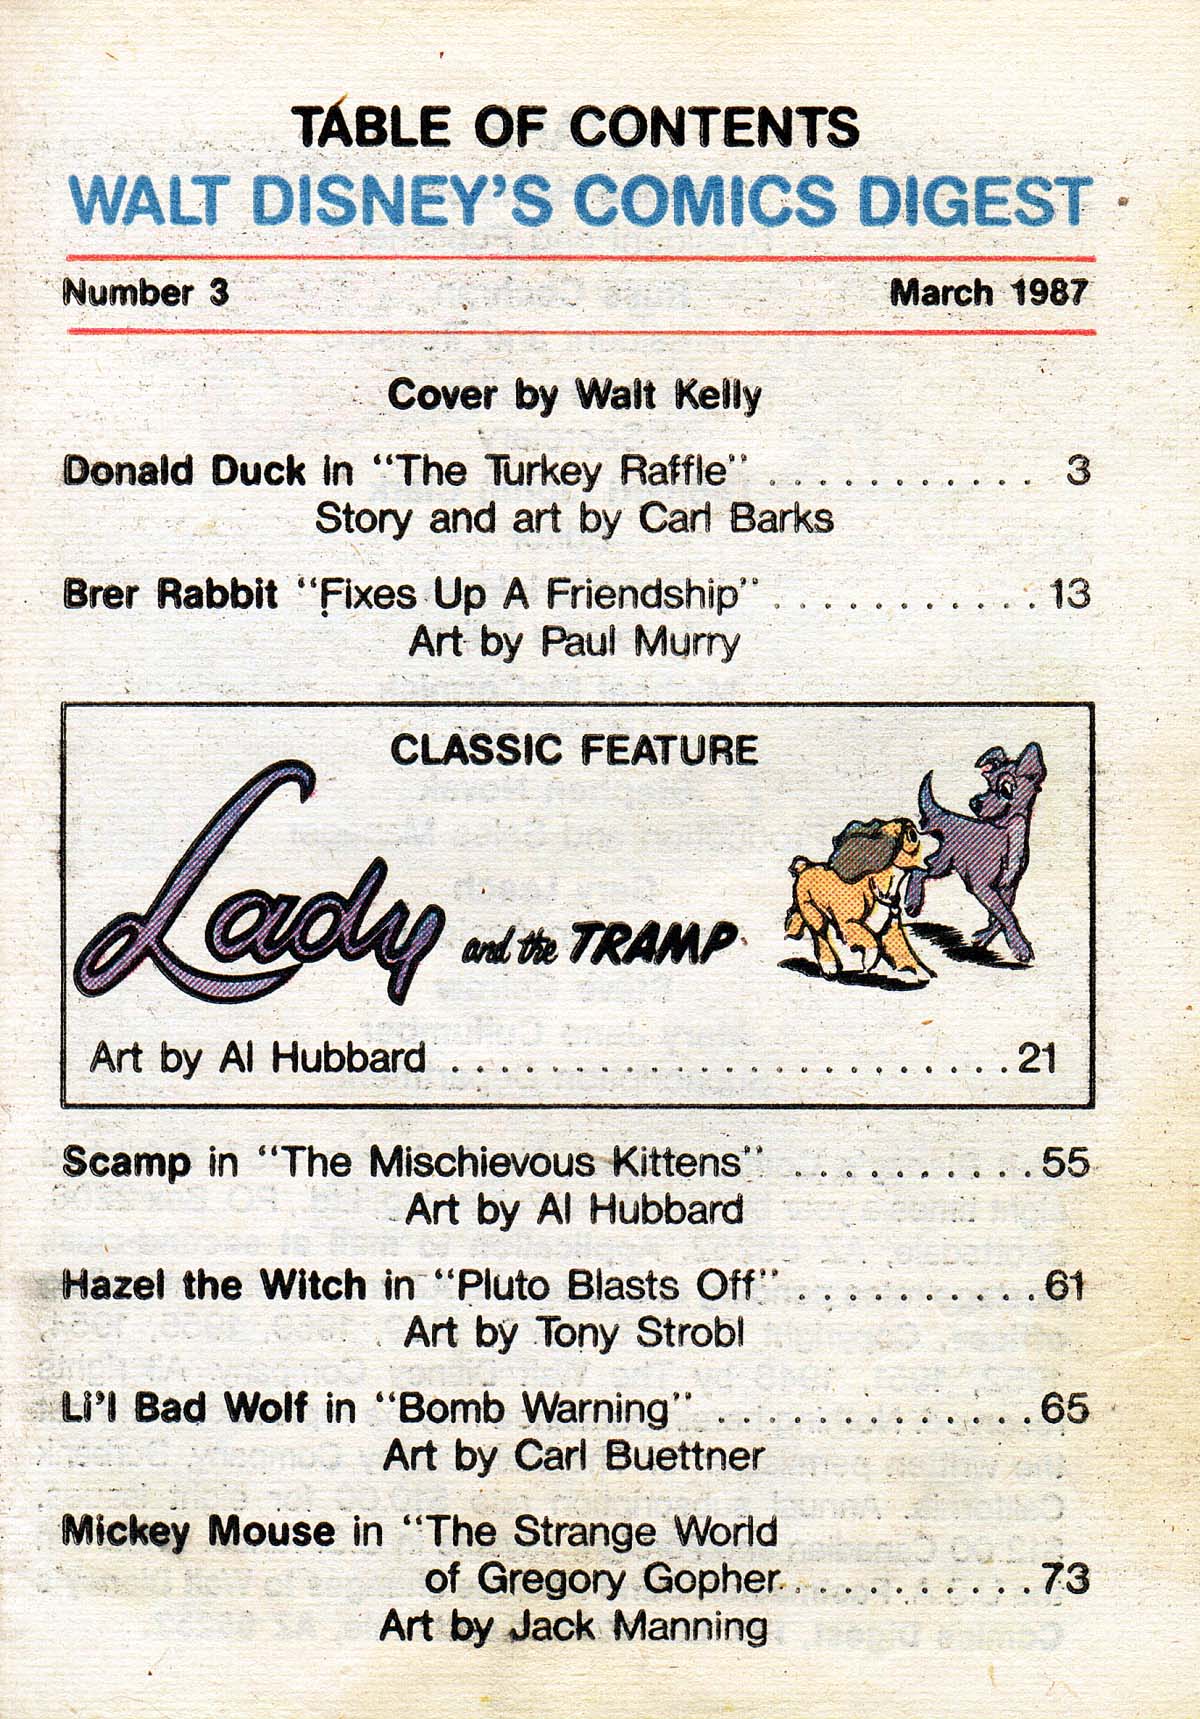 TABLE OF CONTENTS
WALT DISNEY'S COMICS DIGEST
Number 3 March 1987
Cover by Walt Kelly
Donald Duck in "The Turkey Raffle" . . . . . . . . . . . 3
Story and art by Carl Barks
Brer Rabbit "Fixes Up A Friendship" . . . . . . . . . . . 13
Art by Paul Murry
CLASSIC FEATURE
Lady and the TRAMP
Art by Al Hubbard . . . . . . . . . . . . . . . . . . . . . . . 21
Scamp in "The Mischievous Kittens" . . . . . . . . . . 55
Art by Al Hubbard
Hazel the Witch in "Pluto Blasts Off" . . . . . . . . . . 61
Art by Tony Strobl
Li'l Bad Wolf in "Bomb Warning" . . . . . . . . . . . . . 65
Art by Carl Buettner
Mickey Mouse in "The Strange World
of Gregory Gopher. . . . . . . . . . . 73
Art by Jack Manning